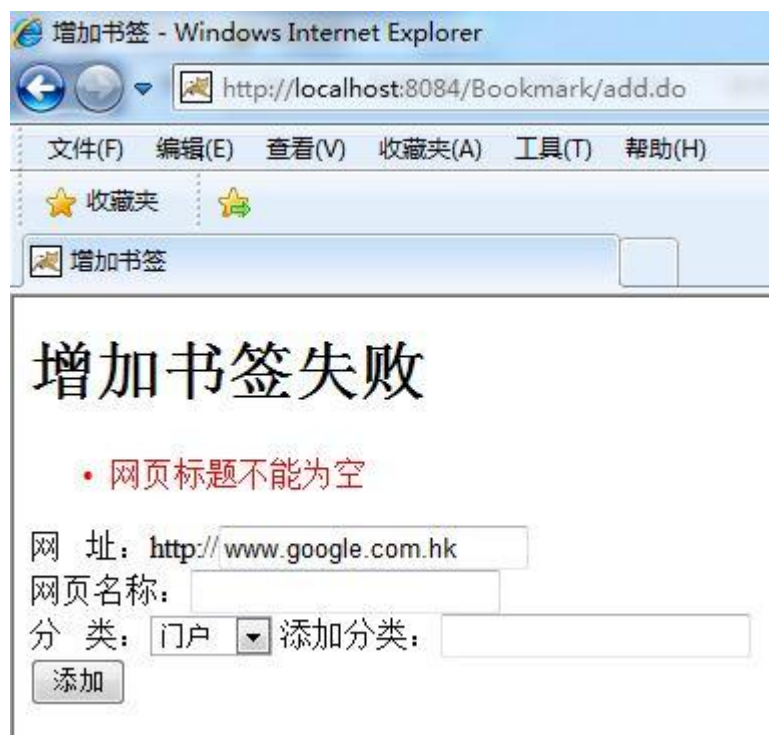 增加书签 - Windows Internet Explorer
http://localhost:8084/Bookmark/add.do
文件(F) 编辑(E) 查看(V) 收藏夹(A) 工具(T) 帮助(H)
收藏夹
增加书签
增加书签失败
• 网页标题不能为空
网 址：http://www.google.com.hk
网页名称：
分 类：门户 添加分类：
添加